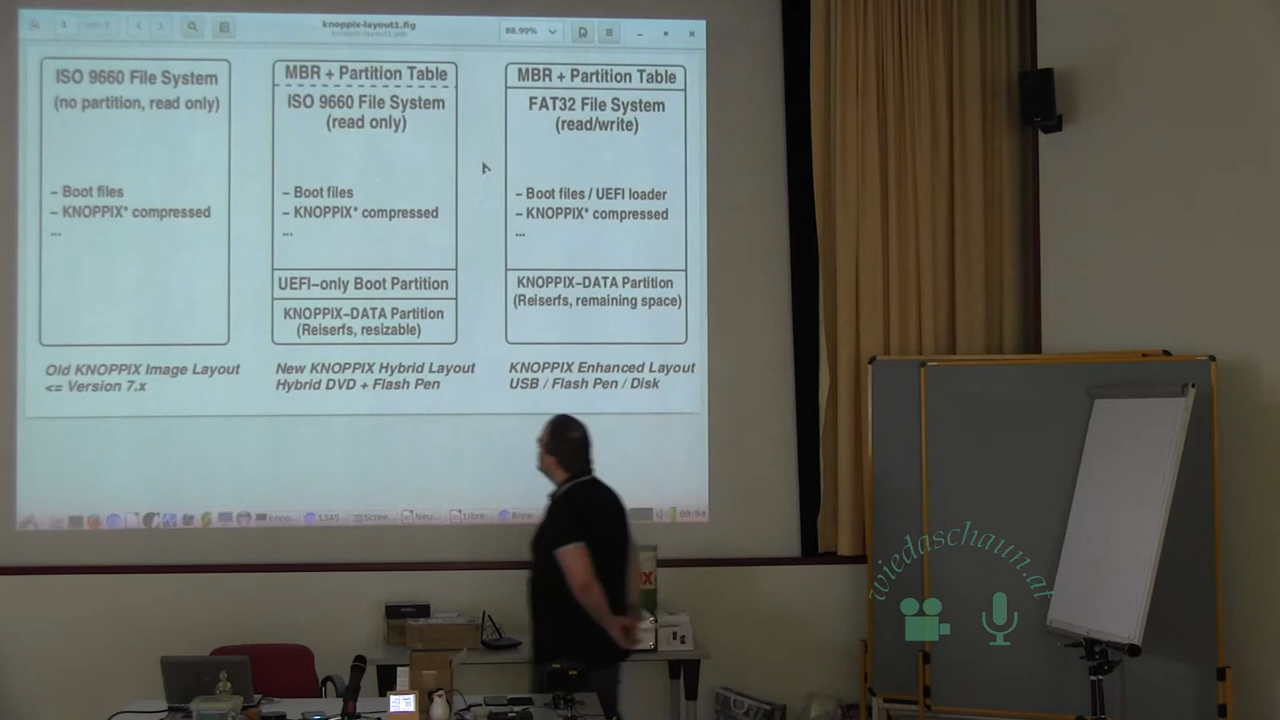 knoppix-layout1.fig
88.99%
ISO 9660 File System
(no partition, read only)
– Boot files
– KNOPPIX* compressed
...
Old KNOPPIX Image Layout
<= Version 7.x
MBR + Partition Table
ISO 9660 File System
(read only)
– Boot files
– KNOPPIX* compressed
...
UEFI–only Boot Partition
KNOPPIX–DATA Partition
(Reiserfs, resizable)
New KNOPPIX Hybrid Layout
Hybrid DVD + Flash Pen
MBR + Partition Table
FAT32 File System
(read/write)
– Boot files / UEFI loader
– KNOPPIX* compressed
...
KNOPPIX–DATA Partition
(Reiserfs, remaining space)
KNOPPIX Enhanced Layout
USB / Flash Pen / Disk
wiedaschaun.at